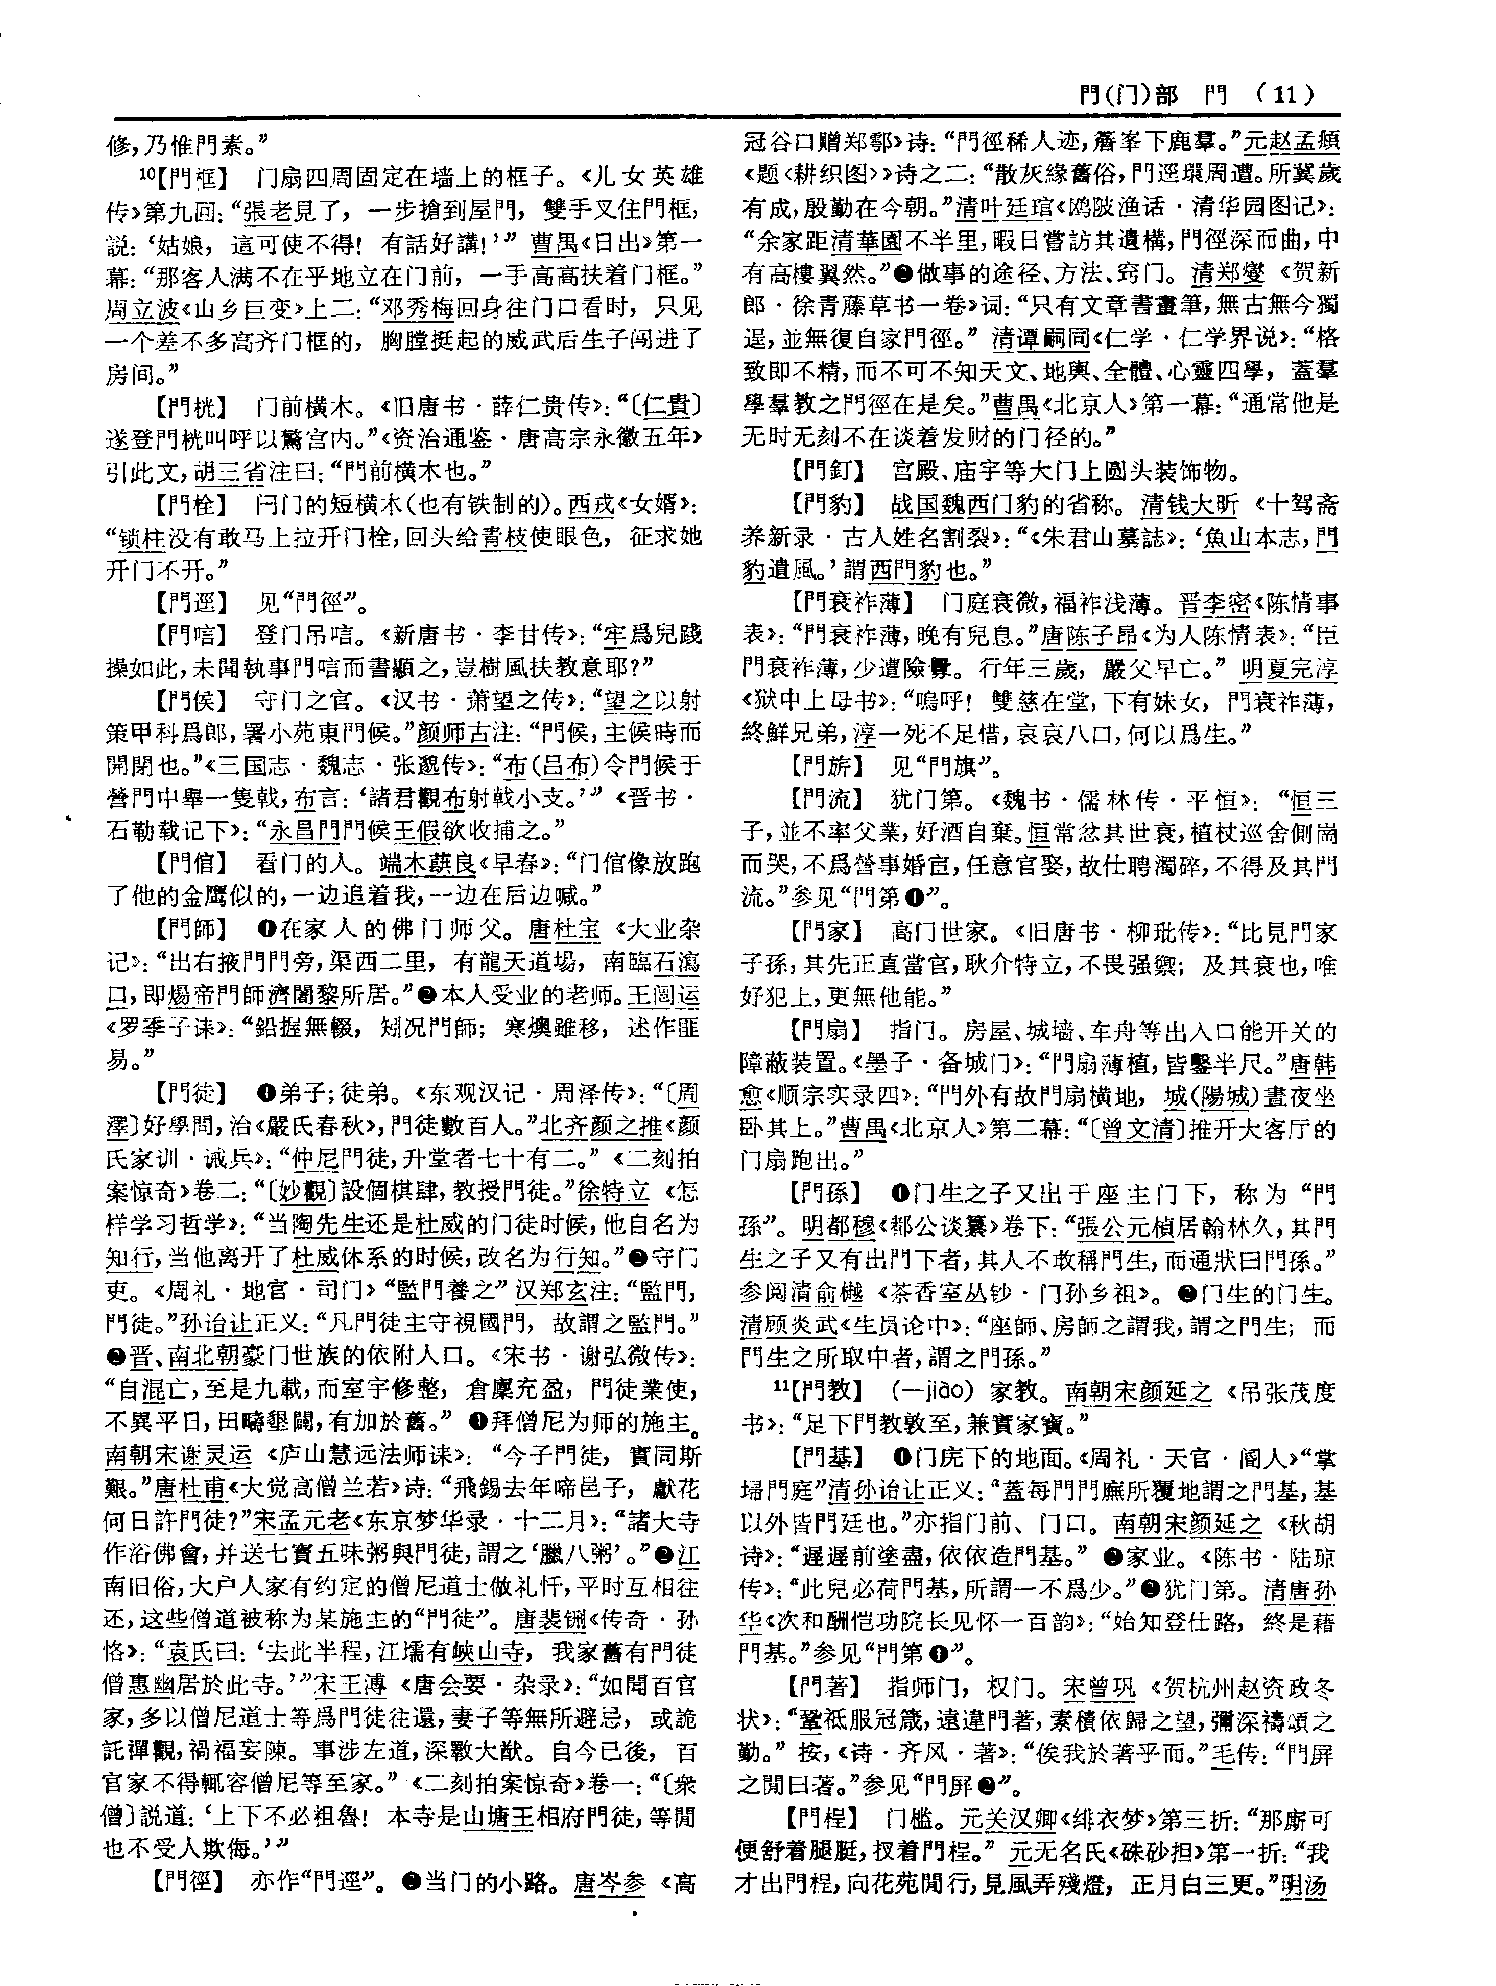 門(门)部　門　(11)
修,乃惟門素。”
10【門框】　门扇四周固定在墙上的框子。《儿女英雄
传》第九回:“張老見了，一步搶到屋門，雙手叉住門框，
説:‘姑娘，這可使不得！有話好講！’”曹禺《日出》第一
幕:“那客人满不在乎地立在门前，一手高高扶着门框。”
周立波《山乡巨变》上二:“邓秀梅回身往门口看时，只见
一个差不多高齐门框的，胸膛挺起的威武后生子闯进了
房间。”
【門桄】　门前横木。《旧唐书·薛仁贵传》:“〔仁貴〕
遂登門桄叫呼以驚宫内。”《资治通鉴·唐高宗永徽五年》
引此文,胡三省注曰:“門前横木也。”
【門栓】　闩门的短横木(也有铁制的)。西戎《女婿》:
“锁柱没有敢马上拉开门栓,回头给青枝使眼色，征求她
开门不开。”
【門逕】　见“門徑”。
【門唁】　登门吊唁。《新唐书·李甘传》:“牢爲兒踐
操如此,未聞執事門唁而書顯之,豈樹風扶教意耶?”
【門侯】　守门之官。《汉书·萧望之传》:“望之以射
策甲科爲郎,署小苑東門候。”颜师古注:“門候,主候時而
開閉也。”《三国志·魏志·张邈传》:“布(吕布)令門候于
營門中舉一隻戟,布言:‘諸君觀布射戟小支。’”《晋书·
石勒载记下》:“永昌門門候王假欲收捕之。”
【門倌】　看门的人。端木蕻良《早春》:“门倌像放跑
了他的金鹰似的,一边追着我,一边在后边喊。”
【門師】　❶在家人的佛门师父。唐杜宝《大业杂
记》:“出右掖門門旁,渠西二里，有龍天道場，南臨石瀉
口,即煬帝門師濟闍黎所居。”❷本人受业的老师。王闿运
《罗季子诔》:“鉛握無輟，矧况門師；寒燠雖移，述作匪
易。”
【門徒】　❶弟子;徒弟。《东观汉记·周泽传》:“〔周
澤〕好學問,治《嚴氏春秋》,門徒數百人。”北齐颜之推《颜
氏家训·诫兵》:“仲尼門徒,升堂者七十有二。”《二刻拍
案惊奇》卷二:“〔妙觀〕設個棋肆,教授門徒。”徐特立《怎
样学习哲学》:“当陶先生还是杜威的门徒时候,他自名为
知行,当他离开了杜威体系的时候,改名为行知。”❷守门
吏。《周礼·地官·司门》“監門養之”汉郑玄注:“監門，
門徒。”孙诒让正义:“凡門徒主守視國門，故謂之監門。”
❸晋、南北朝豪门世族的依附人口。《宋书·谢弘微传》:
“自混亡,至是九載,而室宇修整，倉廩充盈，門徒業使，
不異平日,田疇墾闢,有加於舊。”❹拜僧尼为师的施主。
南朝宋谢灵运《庐山慧远法师诔》:“今子門徒，實同斯
艱。”唐杜甫《大觉高僧兰若》诗:“飛錫去年啼邑子，獻花
何日許門徒?”宋孟元老《东京梦华录·十二月》:“諸大寺
作浴佛會,并送七寶五味粥與門徒,謂之‘臘八粥’。”❺江
南旧俗,大户人家有约定的僧尼道士做礼忏,平时互相往
还,这些僧道被称为某施主的“門徒”。唐裴铏《传奇·孙
恪》:“袁氏曰:‘去此半程,江壖有峽山寺，我家舊有門徒
僧惠幽居於此寺。’”宋王溥《唐会要·杂录》:“如聞百官
家,多以僧尼道士等爲門徒往還,妻子等無所避忌，或詭
託禪觀,禍福妄陳。事涉左道,深斁大猷。自今已後，百
官家不得輒容僧尼等至家。”《二刻拍案惊奇》卷一:“〔衆
僧〕説道:‘上下不必粗魯！本寺是山塘王相府門徒,等閒
也不受人欺侮。’”
【門徑】　亦作“門逕”。❶当门的小路。唐岑参《高
冠谷口赠郑鄠》诗:“門徑稀人迹,簷峯下鹿羣。”元赵孟頫
《题〈耕织图〉》诗之二:“散灰緣舊俗,門逕環周遭。所冀歲
有成,殷勤在今朝。”清叶廷琯《鸥陂渔话·清华园图记》:
“余家距清華園不半里,暇日嘗訪其遺構,門徑深而曲,中
有高樓翼然。”❷做事的途径、方法、窍门。清郑燮《贺新
郎·徐青藤草书一卷》词:“只有文章書畫筆,無古無今獨
逞,並無復自家門徑。”清谭嗣同《仁学·仁学界说》:“格
致即不精,而不可不知天文、地輿、全體、心靈四學，蓋羣
學羣教之門徑在是矣。”曹禺《北京人》第一幕:“通常他是
无时无刻不在谈着发财的门径的。”
【門釘】　宫殿、庙宇等大门上圆头装饰物。
【門豹】　战国魏西门豹的省称。清钱大昕《十驾斋
养新录·古人姓名割裂》:“《朱君山墓誌》:‘魚山本志,門
豹遺風。’謂西門豹也。”
【門衰祚薄】　门庭衰微,福祚浅薄。晋李密《陈情事
表》:“門衰祚薄,晚有兒息。”唐陈子昂《为人陈情表》:“臣
門衰祚薄,少遭險舋。行年三歲，嚴父早亡。”明夏完淳
《狱中上母书》:“嗚呼！雙慈在堂,下有妹女，門衰祚薄，
終鮮兄弟,淳一死不足惜,哀哀八口,何以爲生。”
【門旂】　见“門旗”。
【門流】　犹门第。《魏书·儒林传·平恒》:“恒三
子,並不率父業,好酒自棄。恒常忿其世衰,植杖巡舍側崗
而哭,不爲營事婚宦,任意官娶,故仕聘濁碎,不得及其門
流。”参见“門第❶”。
【門家】　高门世家。《旧唐书·柳玭传》:“比見門家
子孫,其先正直當官,耿介特立,不畏强禦；及其衰也,唯
好犯上,更無他能。”
【門扇】　指门。房屋、城墙、车舟等出入口能开关的
障蔽装置。《墨子·备城门》:“門扇薄植,皆鑿半尺。”唐韩
愈《顺宗实录四》:“門外有故門扇横地，城(陽城)晝夜坐
卧其上。”曹禺《北京人》第二幕:“〔曾文清〕推开大客厅的
门扇跑出。”
【門孫】　❶门生之子又出于座主门下，称为“門
孫”。明都穆《都公谈纂》卷下:“張公元楨居翰林久,其門
生之子又有出門下者,其人不敢稱門生,而通狀曰門孫。”
参阅清俞樾《茶香室丛钞·门孙乡祖》。❷门生的门生。
清顾炎武《生员论中》:“座師、房師之謂我,謂之門生；而
門生之所取中者,謂之門孫。”
11【門教】　(—jiào)　家教。南朝宋颜延之《吊张茂度
书》:“足下門教敦至,兼實家寶。”
【門基】　❶门庑下的地面。《周礼·天官·阍人》“掌
埽門庭”清孙诒让正义:“蓋每門門廡所覆地謂之門基,基
以外皆門廷也。”亦指门前、门口。南朝宋颜延之《秋胡
诗》:“遲遲前塗盡,依依造門基。”❷家业。《陈书·陆琼
传》:“此兒必荷門基,所謂一不爲少。”❸犹门第。清唐孙
华《次和酬恺功院长见怀一百韵》:“始知登仕路，終是藉
門基。”参见“門第❶”。
【門著】　指师门，权门。宋曾巩《贺杭州赵资政冬
状》:“鞏祗服冠箴,遠違門著,素積依歸之望,彌深禱頌之
勤。”按,《诗·齐风·著》:“俟我於著乎而。”毛传:“門屏
之間曰著。”参见“門屏❷”。
【門桯】　门槛。元关汉卿《绯衣梦》第三折:“那廝可
便舒着腿脡,扠着門桯。”元无名氏《硃砂担》第一折:“我
才出門桯,向花苑閒行,見風弄殘燈，正月白三更。”明汤